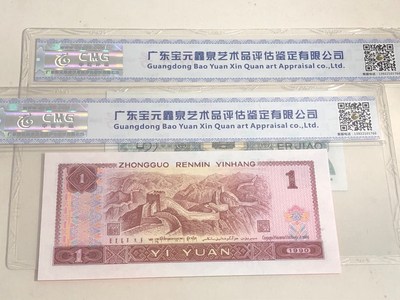 CMG
广东宝元鑫泉艺术品评估鉴定有限公司
Guangdong Bao Yuan Xin Quan art Appraisal co.,Ltd.
CMG
广东宝元鑫泉艺术品评估鉴定有限公司
Guangdong Bao Yuan Xin Quan art Appraisal co.,Ltd.
ERJIAO
ZHONGGUO RENMIN YINHANG
1
1
1
YI YUAN
1990